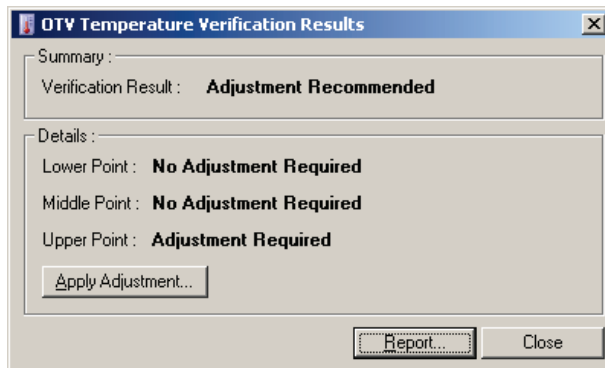 OTV Temperature Verification Results
Summary :
Verification Result : Adjustment Recommended
Details :
Lower Point : No Adjustment Required
Middle Point : No Adjustment Required
Upper Point : Adjustment Required
Apply Adjustment...
Report... Close